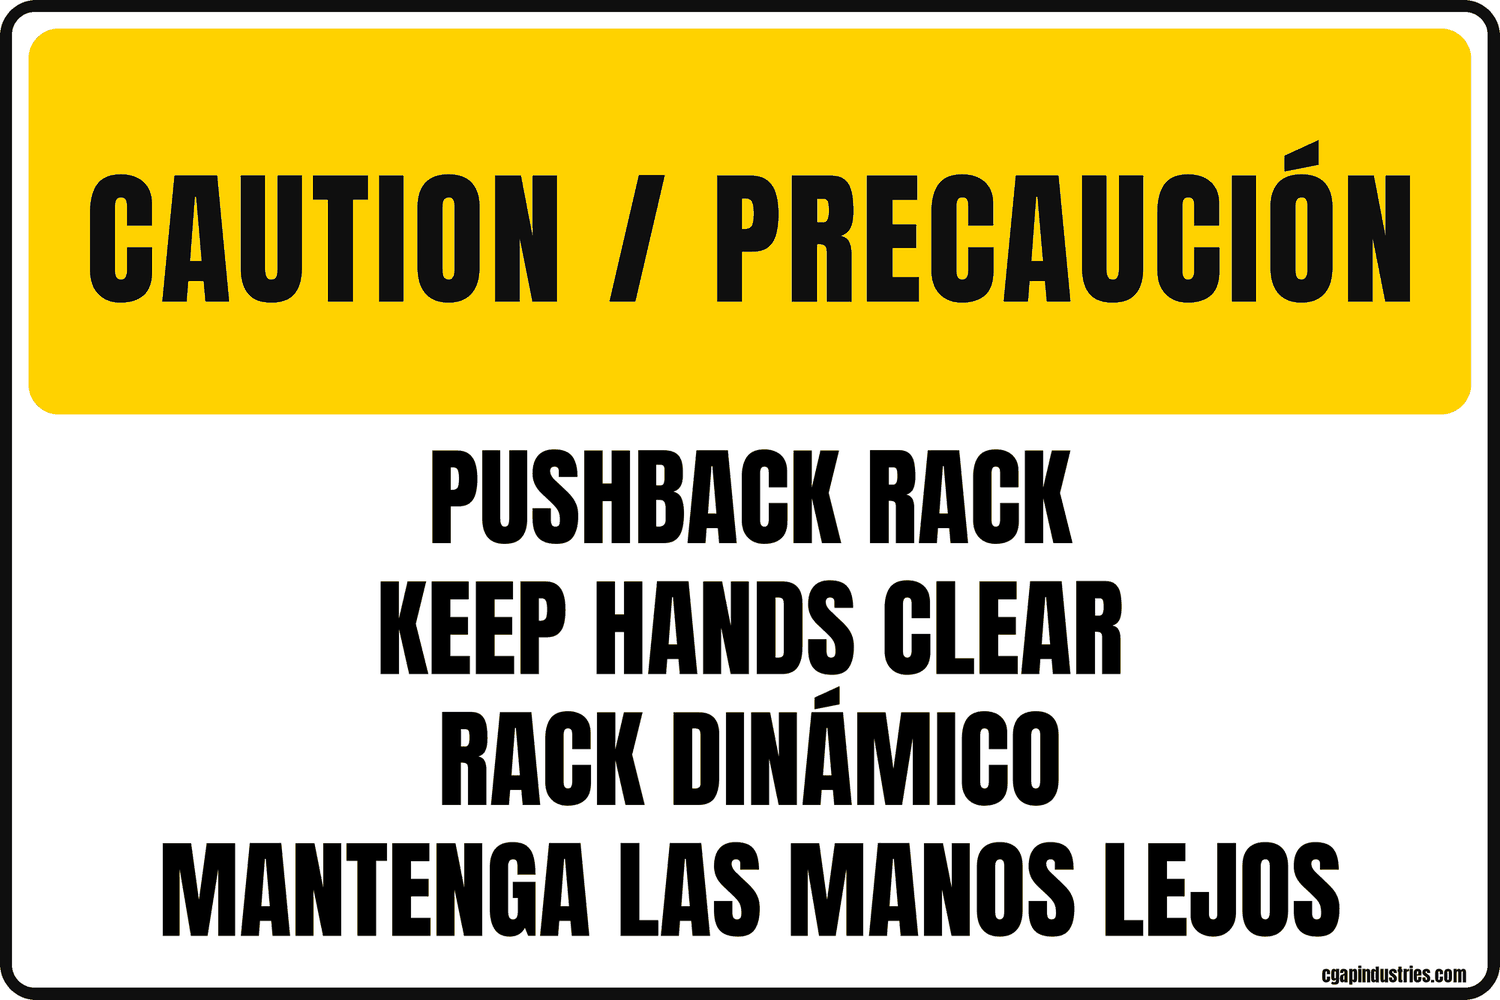 CAUTION / PRECAUCIÓN
PUSHBACK RACK
KEEP HANDS CLEAR
RACK DINÁMICO
MANTENGA LAS MANOS LEJOS
cgapindustries.com